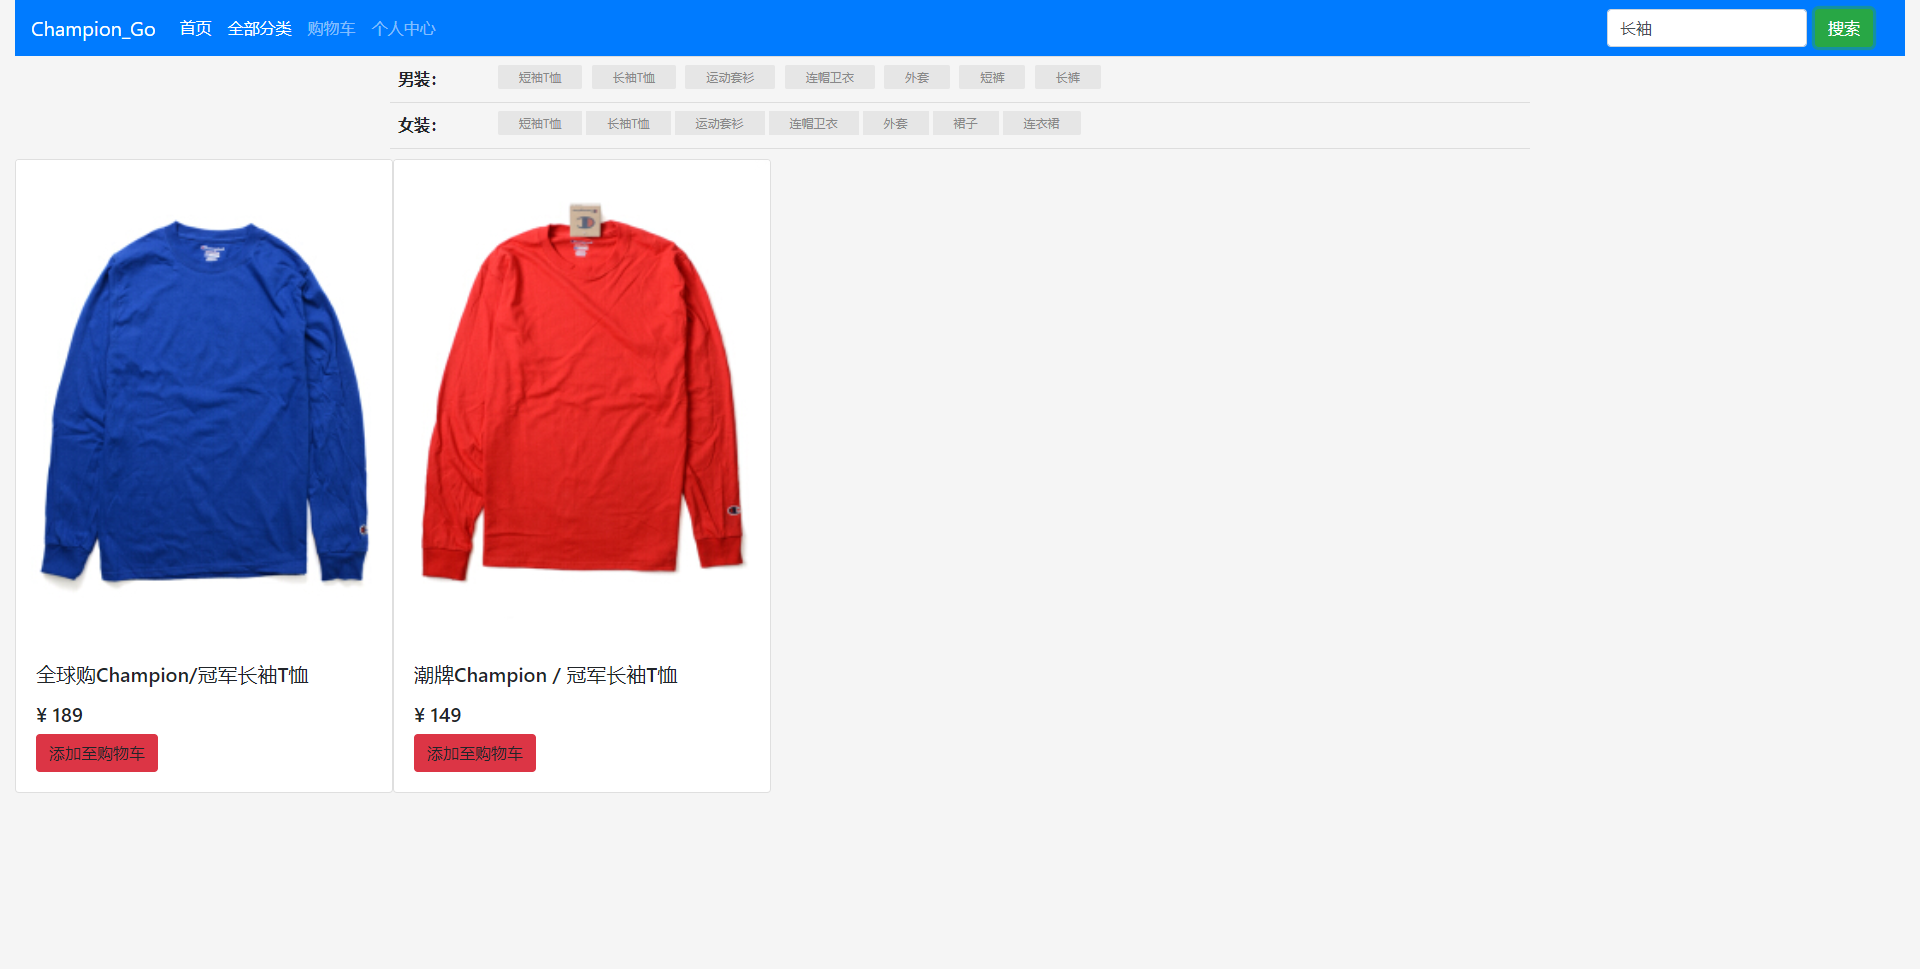 Champion_Go 首页 全部分类 购物车 个人中心 长袖 搜索
男装： 短袖T恤 长袖T恤 运动套衫 连帽卫衣 外套 短裤 长裤
女装： 短袖T恤 长袖T恤 运动套衫 连帽卫衣 外套 裙子 连衣裙
全球购Champion/冠军长袖T恤
¥ 189
添加至购物车
潮牌Champion / 冠军长袖T恤
¥ 149
添加至购物车